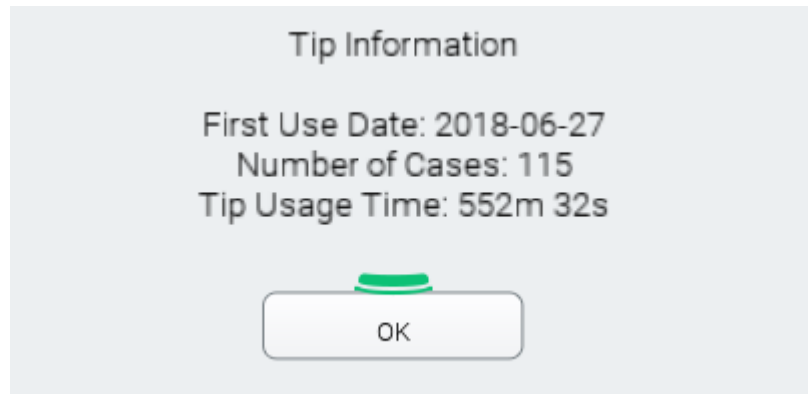 Tip Information
First Use Date: 2018-06-27
Number of Cases: 115
Tip Usage Time: 552m 32s
OK